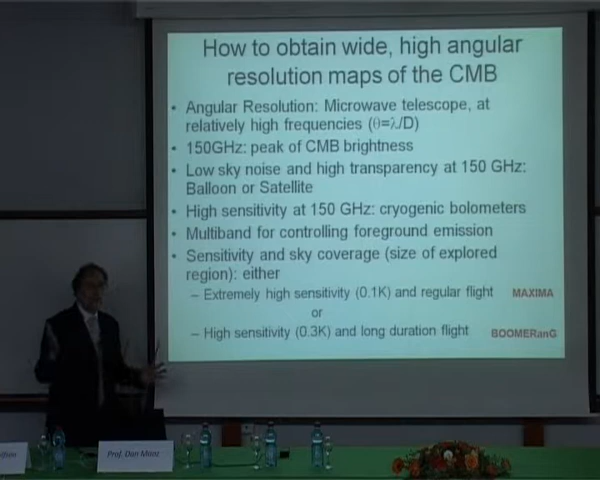 How to obtain wide, high angular
resolution maps of the CMB
• Angular Resolution: Microwave telescope, at
relatively high frequencies (θ=λ/D)
• 150GHz: peak of CMB brightness
• Low sky noise and high transparency at 150 GHz:
Balloon or Satellite
• High sensitivity at 150 GHz: cryogenic bolometers
• Multiband for controlling foreground emission
• Sensitivity and sky coverage (size of explored
region): either
– Extremely high sensitivity (0.1K) and regular flight MAXIMA
or
– High sensitivity (0.3K) and long duration flight BOOMERanG
Prof. Dan